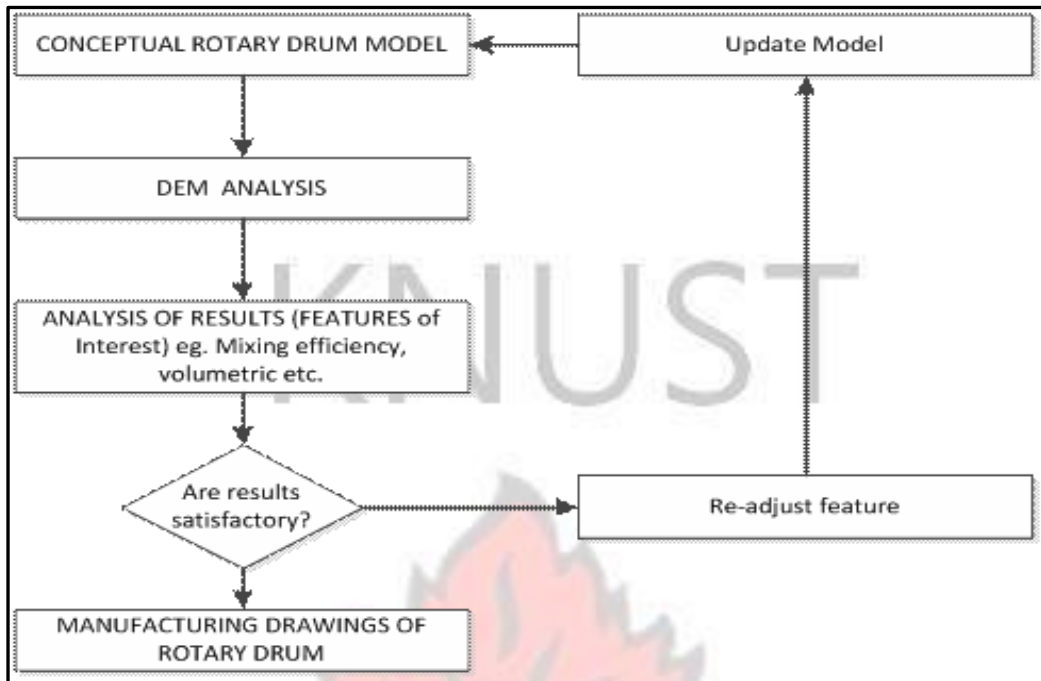 CONCEPTUAL ROTARY DRUM MODEL
Update Model
DEM ANALYSIS
KNUST
ANALYSIS OF RESULTS (FEATURES of
Interest) eg. Mixing efficiency,
volumetric etc.
Are results
satisfactory?
Re-adjust feature
MANUFACTURING DRAWINGS OF
ROTARY DRUM